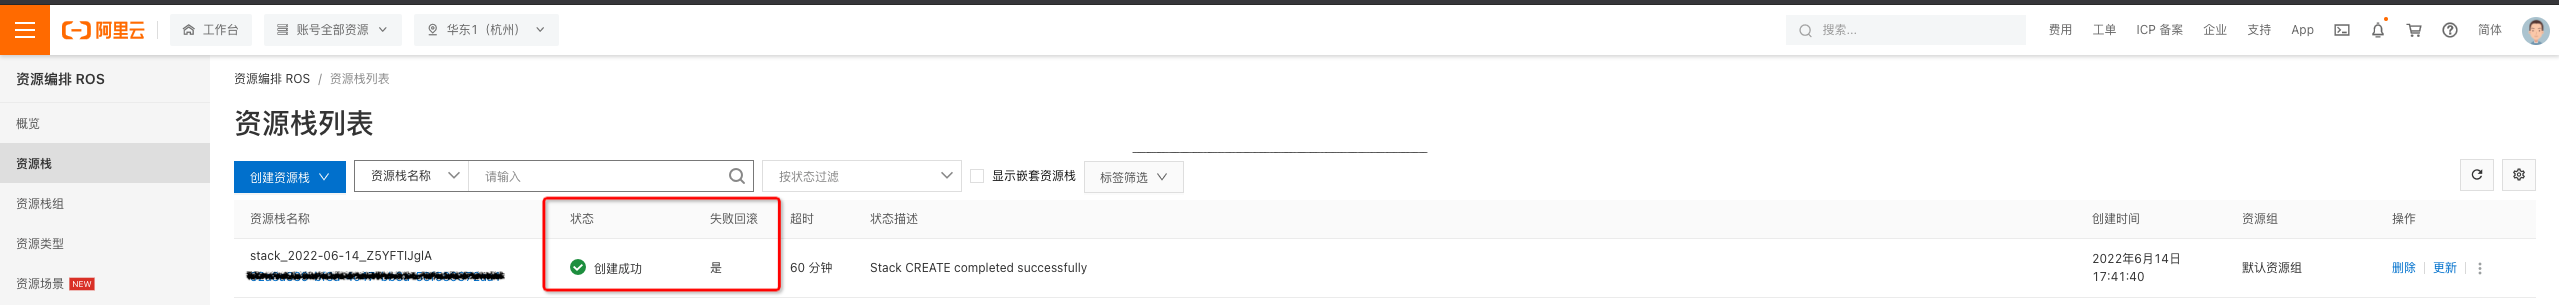 阿里云 工作台 账号全部资源 华东1（杭州） 搜索... 费用 工单 ICP 备案 企业 支持 App 简体
资源编排 ROS
概览
资源栈
资源栈组
资源类型
资源场景 NEW
资源编排 ROS / 资源栈列表
资源栈列表
创建资源栈 资源栈名称 请输入 按状态过滤 显示嵌套资源栈 标签筛选
资源栈名称 状态 失败回滚 超时 状态描述 创建时间 资源组 操作
stack_2022-06-14_Z5YFTIJglA 创建成功 是 60 分钟 Stack CREATE completed successfully 2022年6月14日 17:41:40 默认资源组 删除 更新